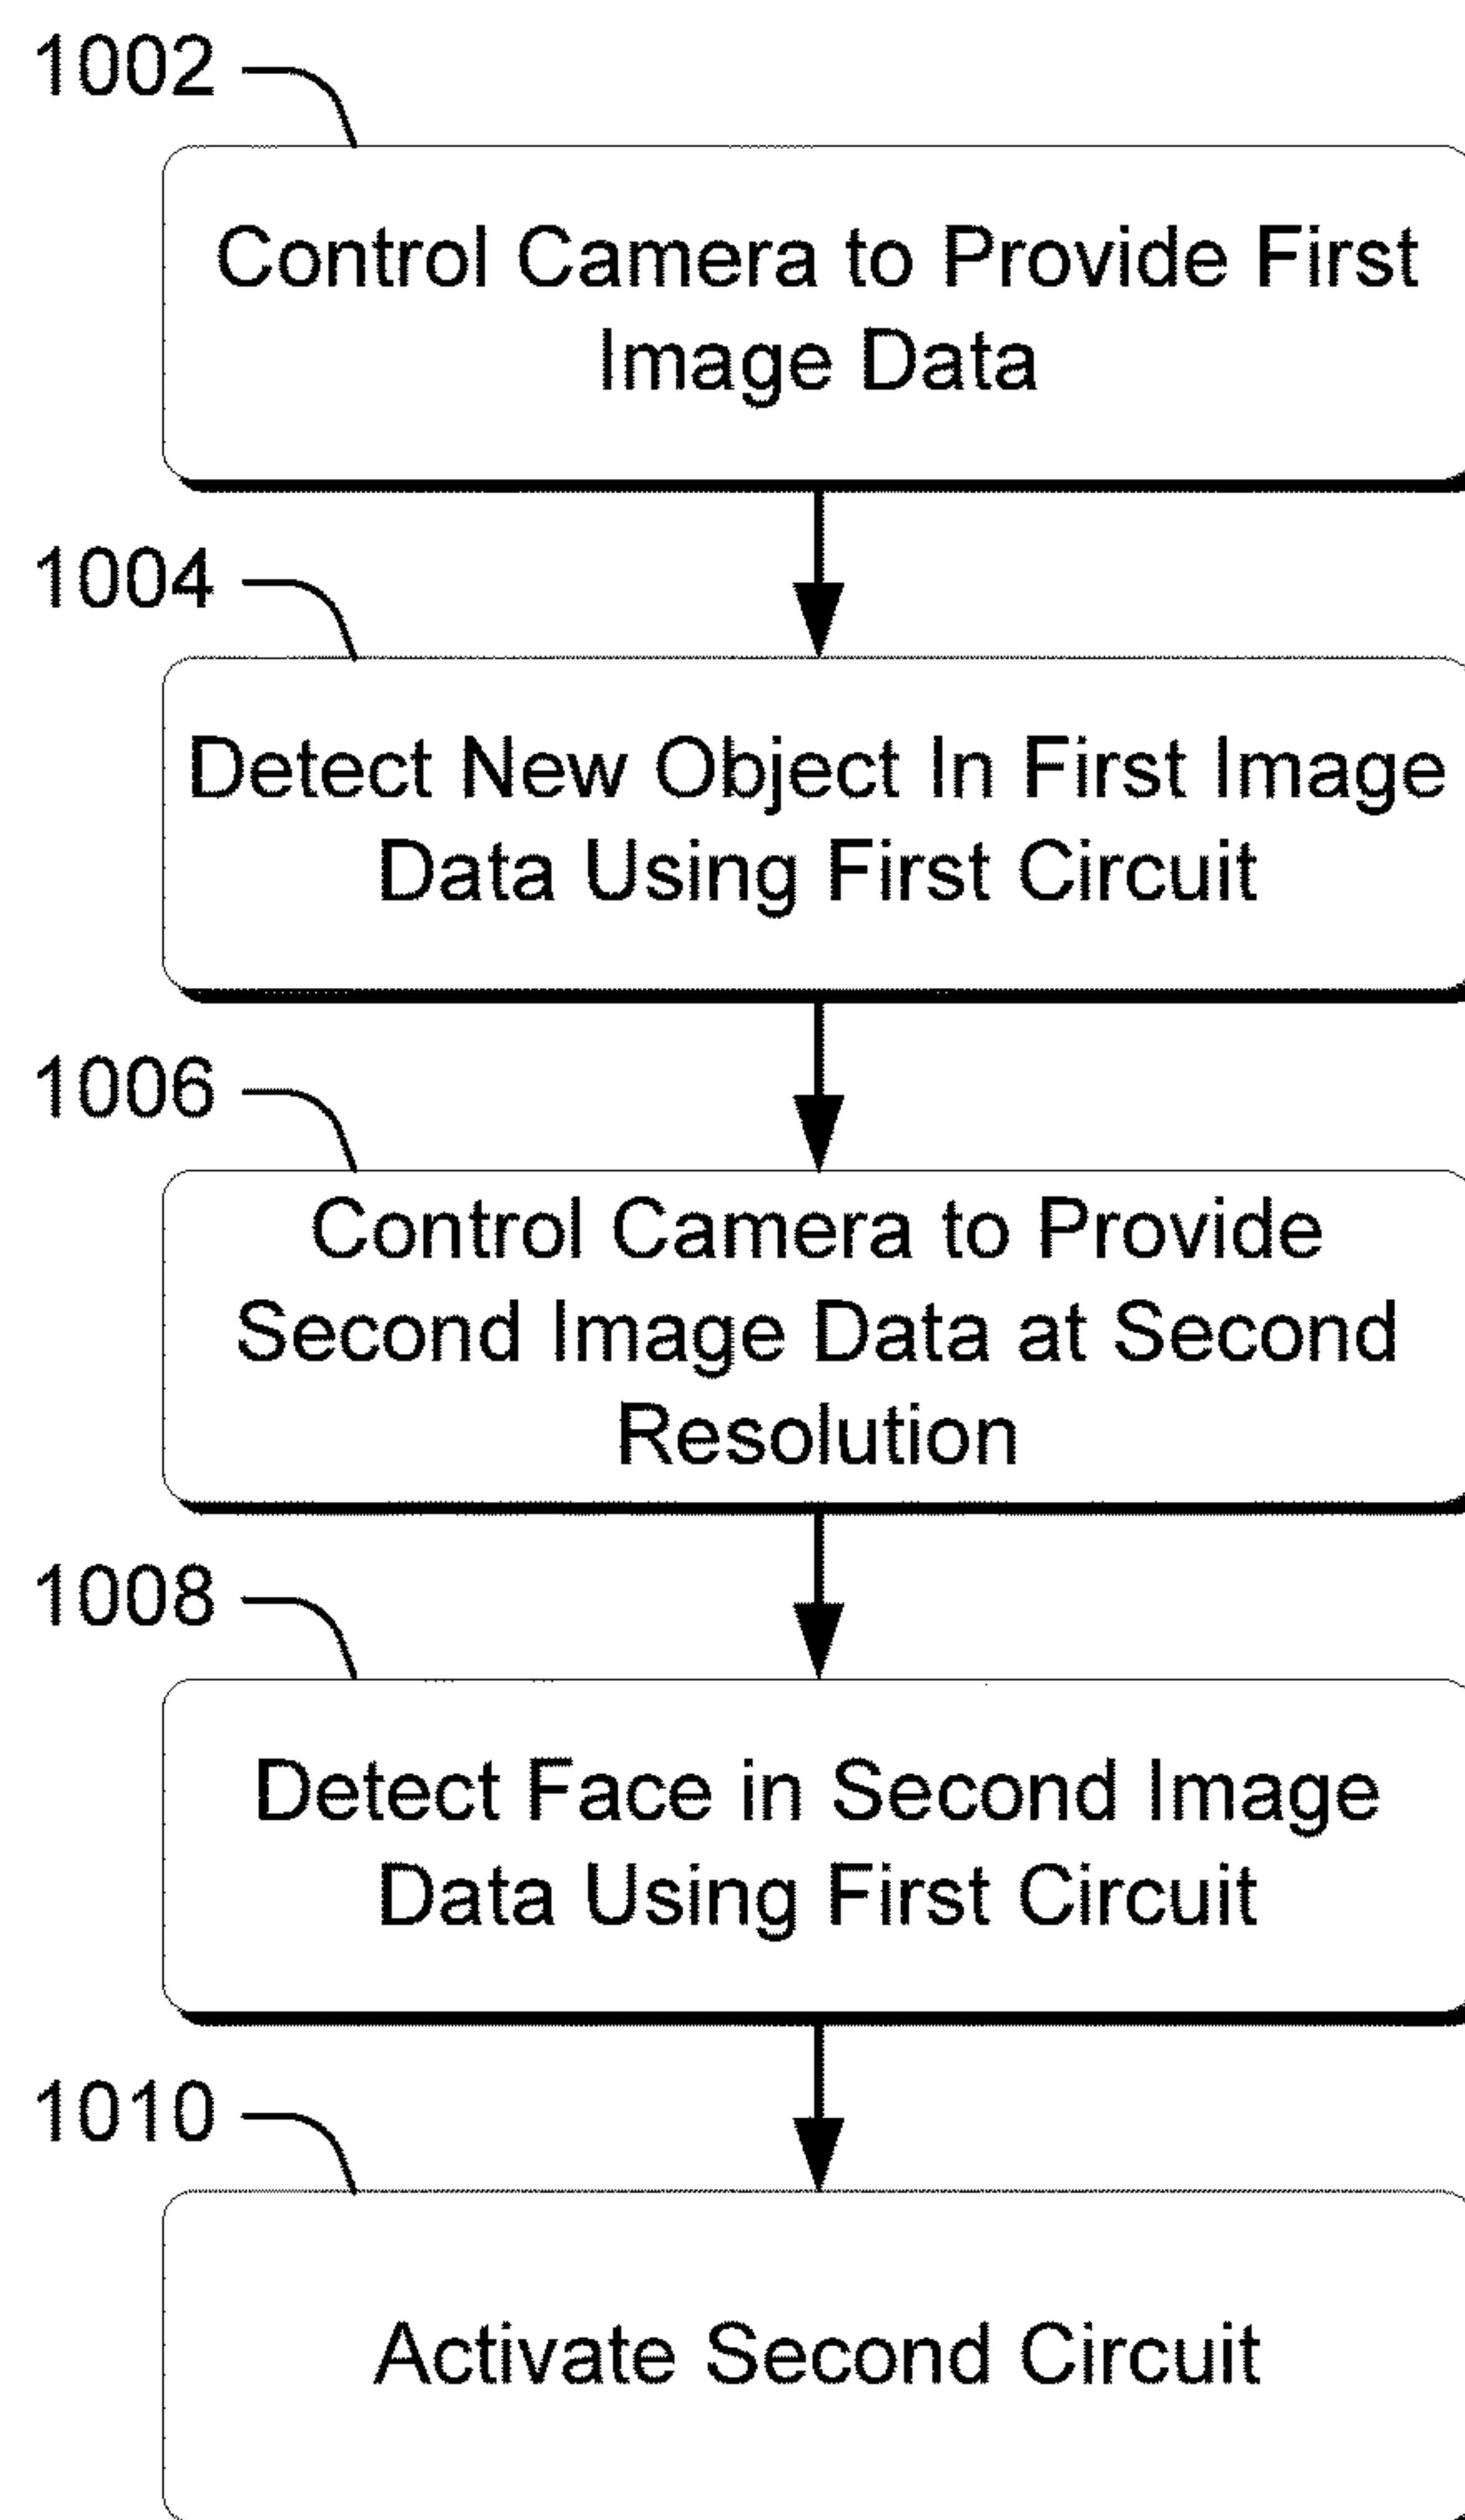 1002
Control Camera to Provide First
Image Data
1004
Detect New Object In First Image
Data Using First Circuit
1006
Control Camera to Provide
Second Image Data at Second
Resolution
1008
Detect Face in Second Image
Data Using First Circuit
1010
Activate Second Circuit